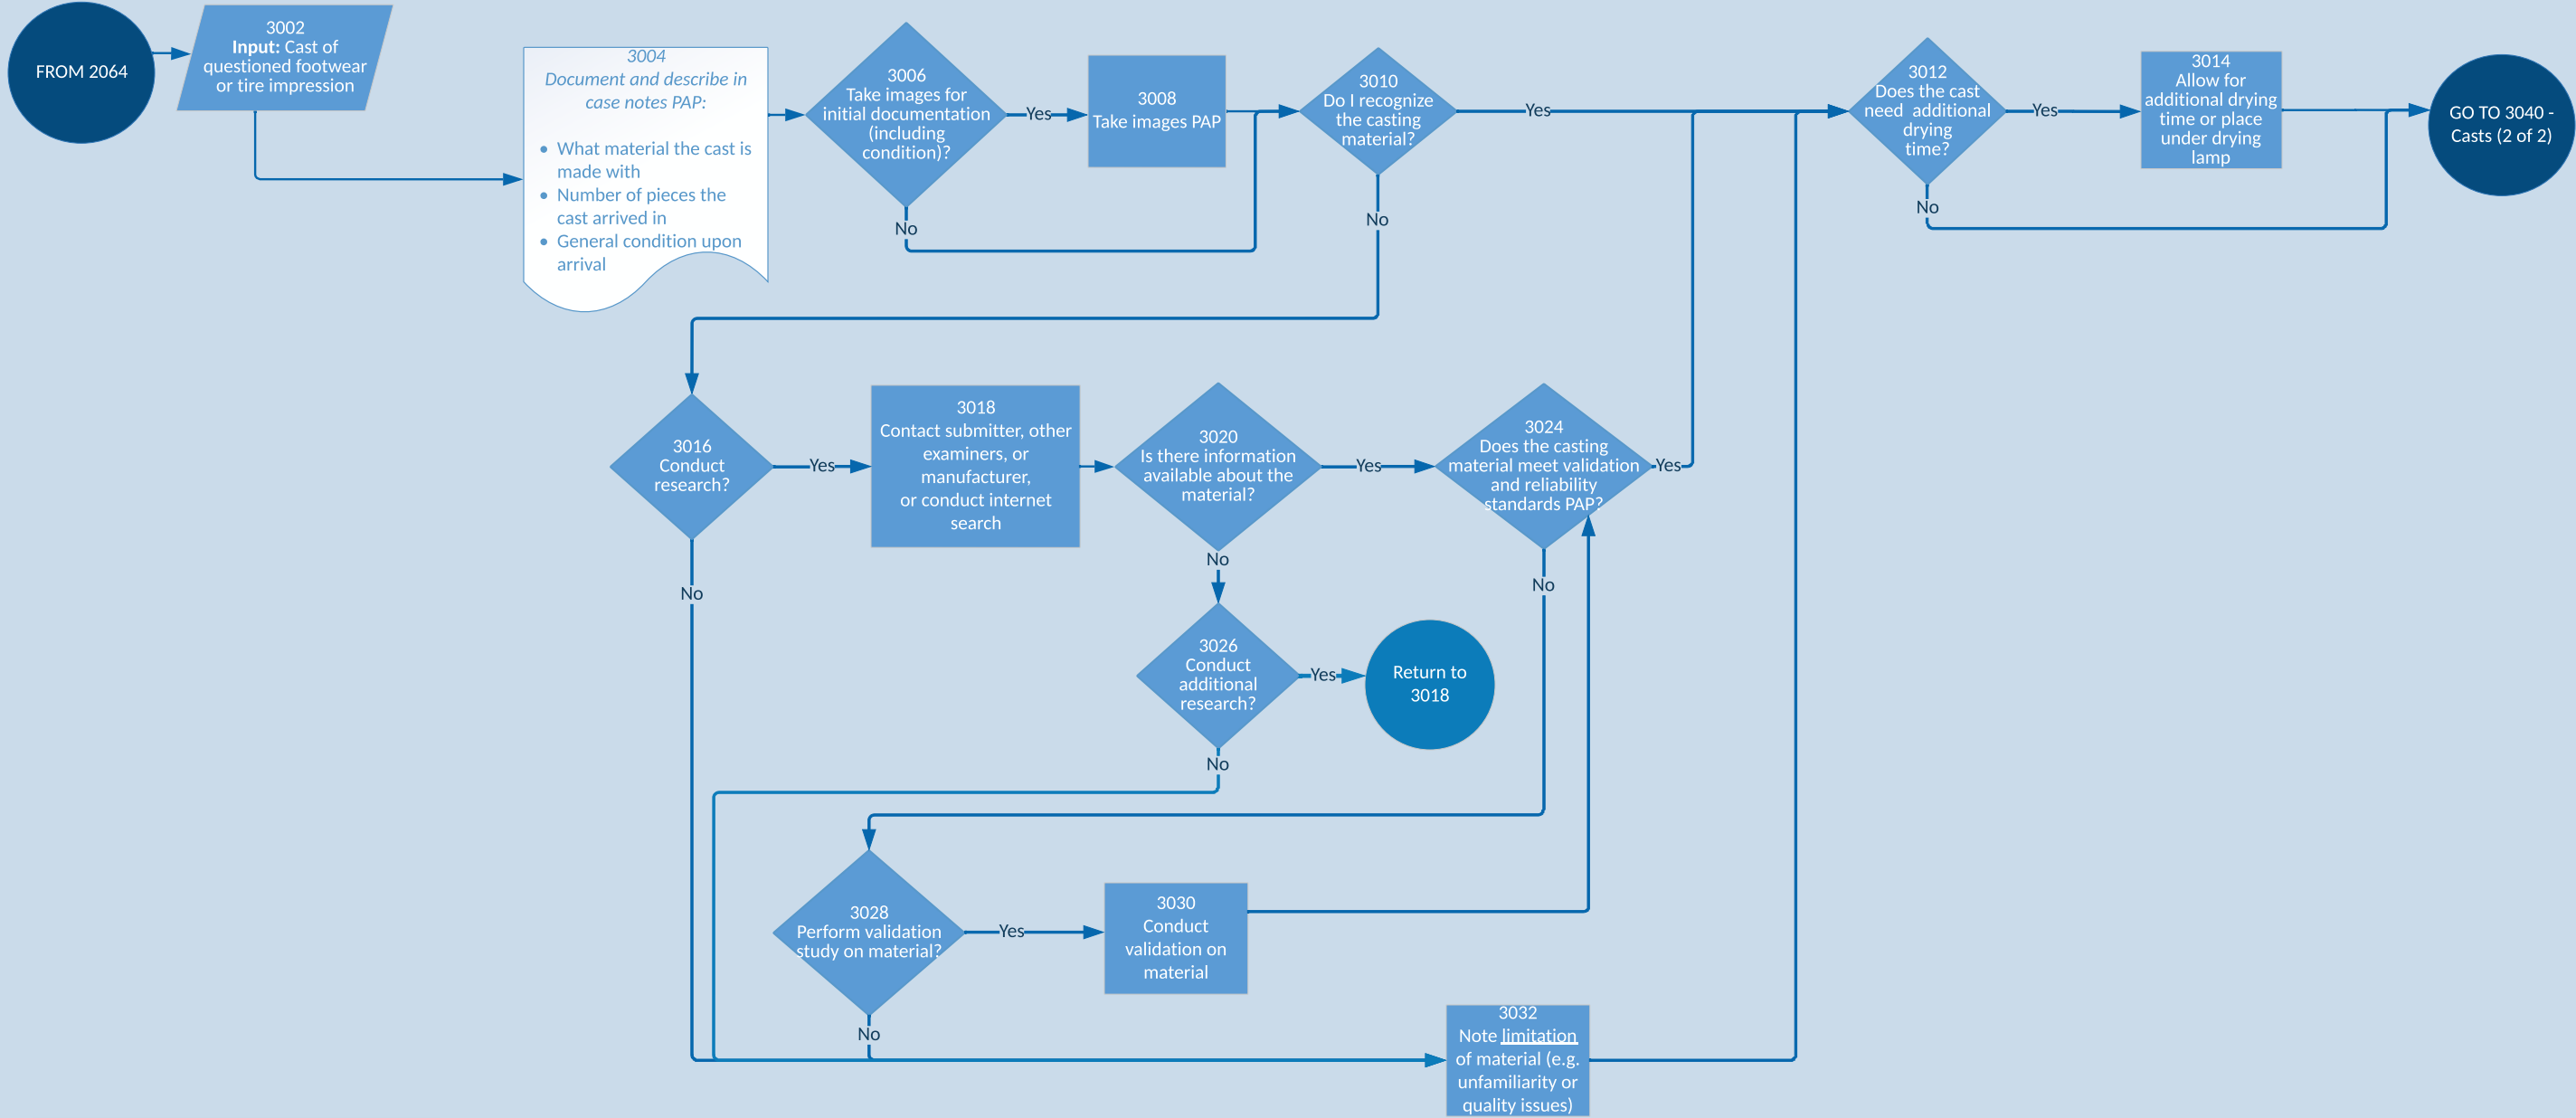 FROM 2064
3002
Input: Cast of
questioned footwear
or tire impression
3004
Document and describe in
case notes PAP:
• What material the cast is
made with
• Number of pieces the
cast arrived in
• General condition upon
arrival
3006
Take images for
initial documentation
(including
condition)?
Yes
No
3008
Take images PAP
3010
Do I recognize
the casting
material?
Yes
No
3012
Does the cast
need additional
drying
time?
Yes
No
3014
Allow for
additional drying
time or place
under drying
lamp
GO TO 3040 -
Casts (2 of 2)
3016
Conduct
research?
Yes
No
3018
Contact submitter, other
examiners, or
manufacturer,
or conduct internet
search
3020
Is there information
available about the
material?
Yes
No
3024
Does the casting
material meet validation
and reliability
standards PAP?
Yes
No
3026
Conduct
additional
research?
Yes
No
Return to
3018
3028
Perform validation
study on material?
Yes
No
3030
Conduct
validation on
material
3032
Note limitation
of material (e.g.
unfamiliarity or
quality issues)